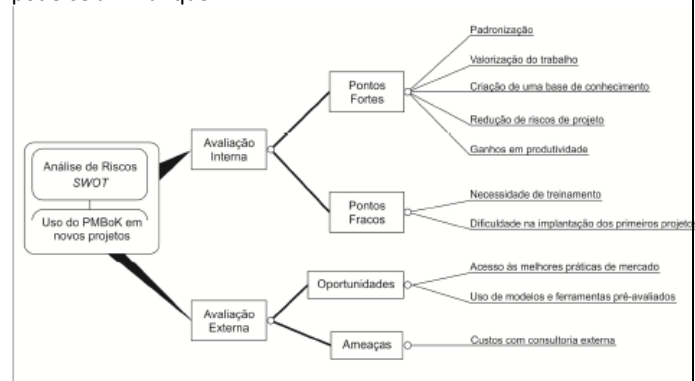 Análise de Riscos
SWOT
Uso do PMBoK em
novos projetos
Avaliação
Interna
Pontos
Fortes
Padronização
Valorização do trabalho
Criação de uma base de conhecimento
Redução de riscos de projeto
Ganhos em produtividade
Pontos
Fracos
Necessidade de treinamento
Dificuldade na implantação dos primeiros projetos
Avaliação
Externa
Oportunidades
Acesso às melhores práticas de mercado
Uso de modelos e ferramentas pré-avaliados
Ameaças
Custos com consultoria externa